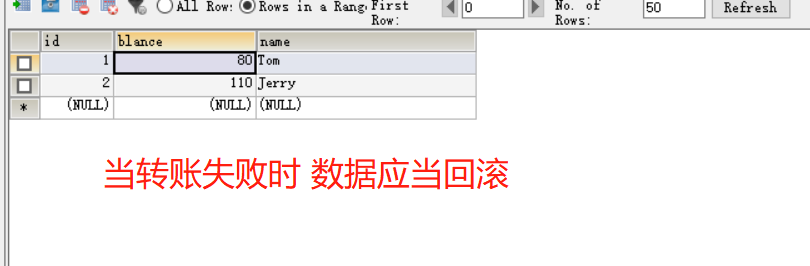 All Row: Rows in a Rang First Row: 0 No. of Rows: 50 Refresh
id blance name
1 80 Tom
2 110 Jerry
* (NULL) (NULL) (NULL)
当转账失败时 数据应当回滚